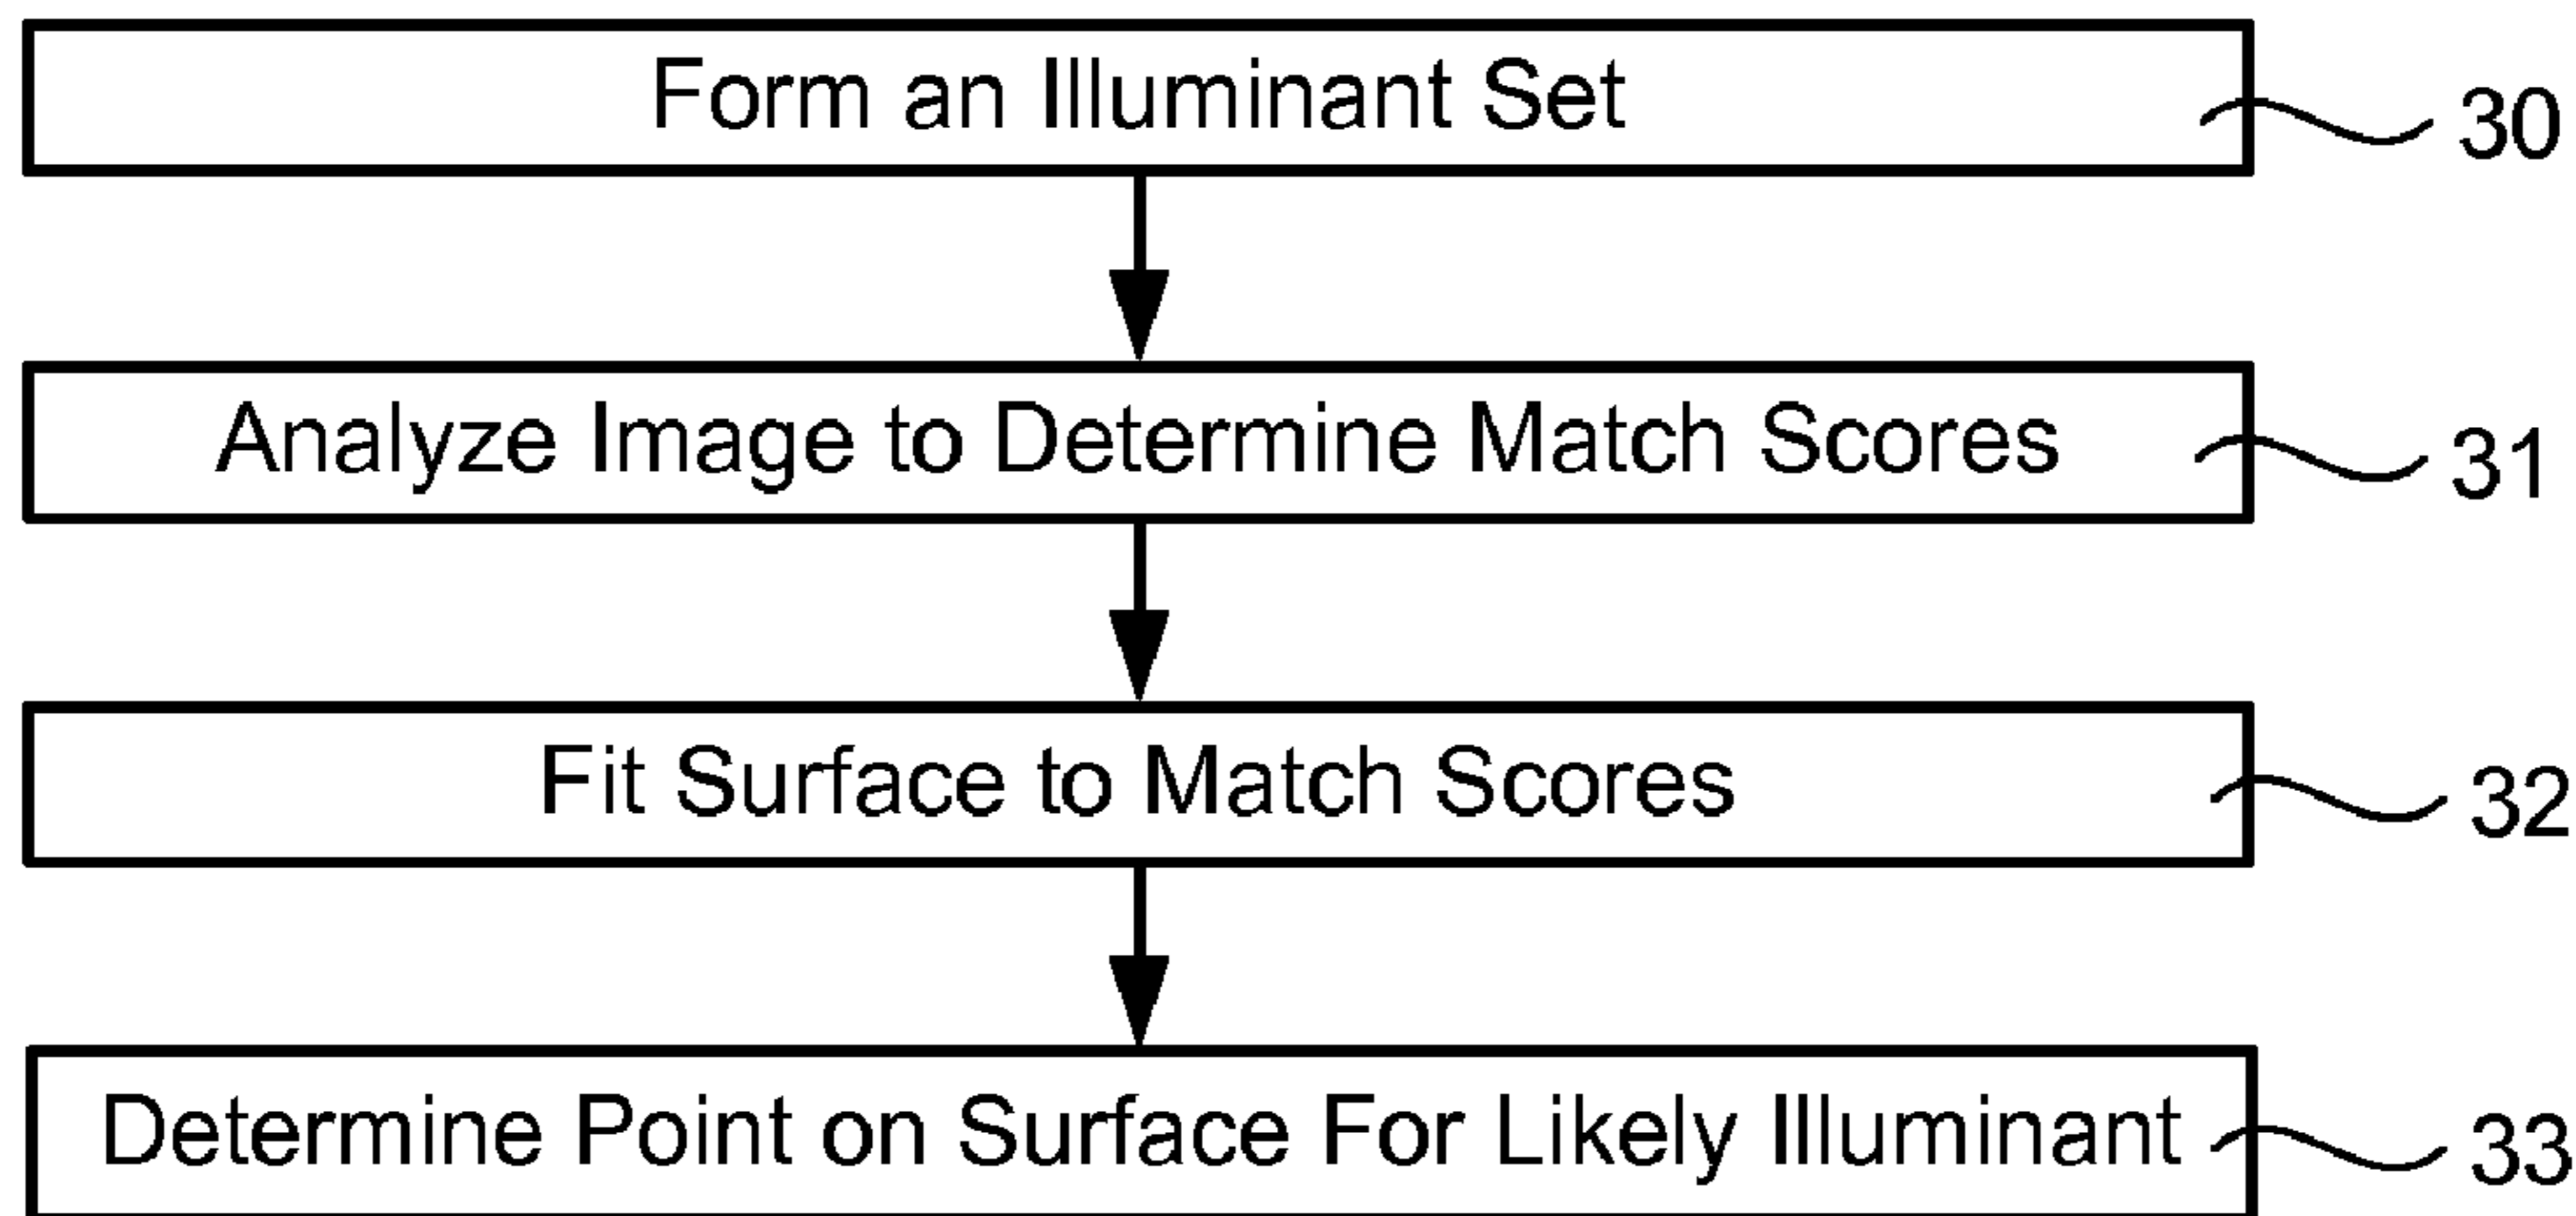 Form an Illuminant Set 30
Analyze Image to Determine Match Scores 31
Fit Surface to Match Scores 32
Determine Point on Surface For Likely Illuminant 33